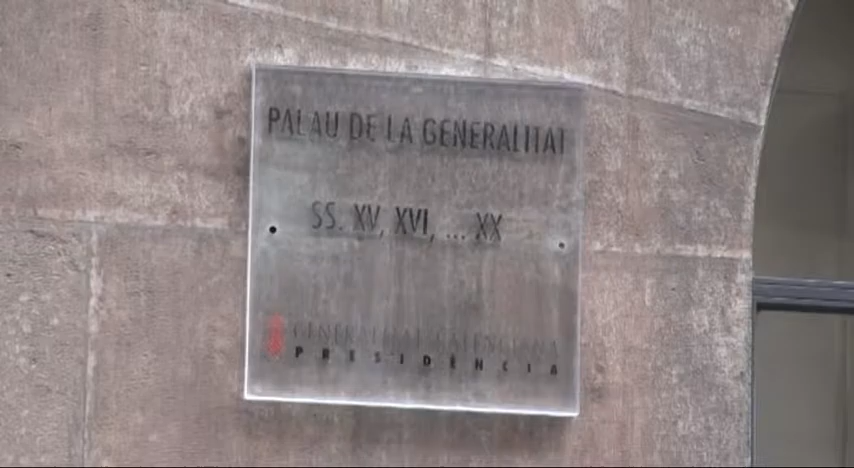 PALAU DE LA GENERALITAT
SS. XV, XVI, ... XX
GENERALITAT VALENCIANA
PRESIDÈNCIA